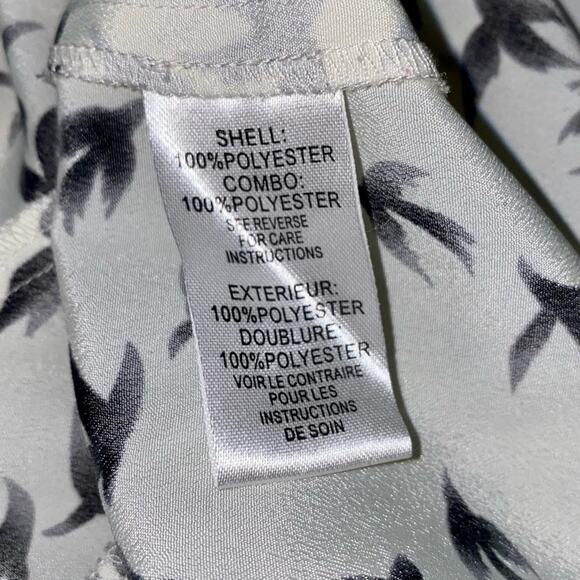 SHELL:
100%POLYESTER
COMBO:
100%POLYESTER
SEE REVERSE
FOR CARE
INSTRUCTIONS
EXTERIEUR:
100%POLYESTER
DOUBLURE:
100%POLYESTER
VOIR LE CONTRAIRE
POUR LES
INSTRUCTIONS
DE SOIN